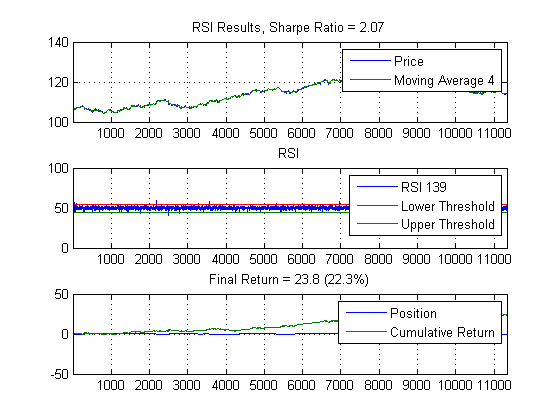 RSI Results, Sharpe Ratio = 2.07
140
120
100
Price
Moving Average 4
1000 2000 3000 4000 5000 6000 7000 8000 9000 10000 11000
RSI
100
50
0
RSI 139
Lower Threshold
Upper Threshold
1000 2000 3000 4000 5000 6000 7000 8000 9000 10000 11000
Final Return = 23.8 (22.3%)
50
0
-50
Position
Cumulative Return
1000 2000 3000 4000 5000 6000 7000 8000 9000 10000 11000